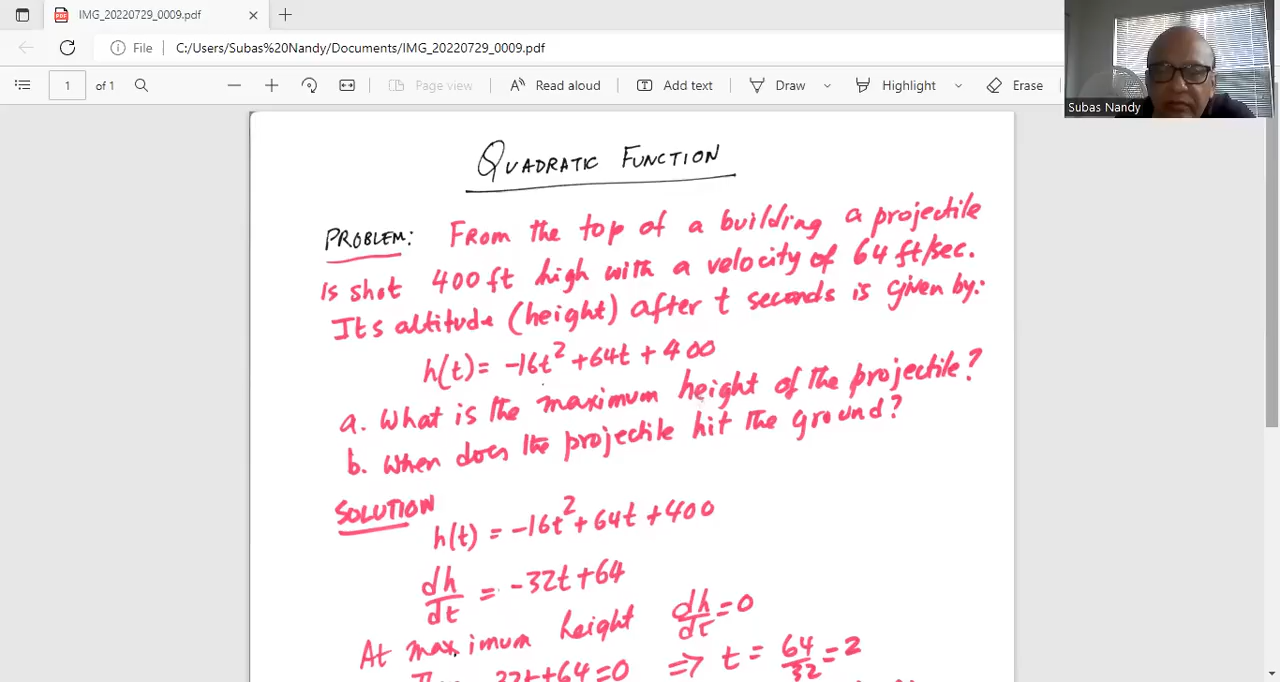 IMG_20220729_0009.pdf
File C:/Users/Subas%20Nandy/Documents/IMG_20220729_0009.pdf
1 of 1 Page view Read aloud Add text Draw Highlight Erase
Subas Nandy
QUADRATIC FUNCTION
PROBLEM: From the top of a building a projectile
Is shot 400 ft high with a velocity of 64 ft/sec.
Its altitude (height) after t seconds is given by:
h(t) = -16t² + 64t + 400
a. What is the maximum height of the projectile?
b. When does the projectile hit the ground?
SOLUTION
h(t) = -16t² + 64t + 400
dh/dt = -32t + 64
At maximum height dh/dt = 0
32t + 64 = 0 ⇒ t = 64/32 = 2